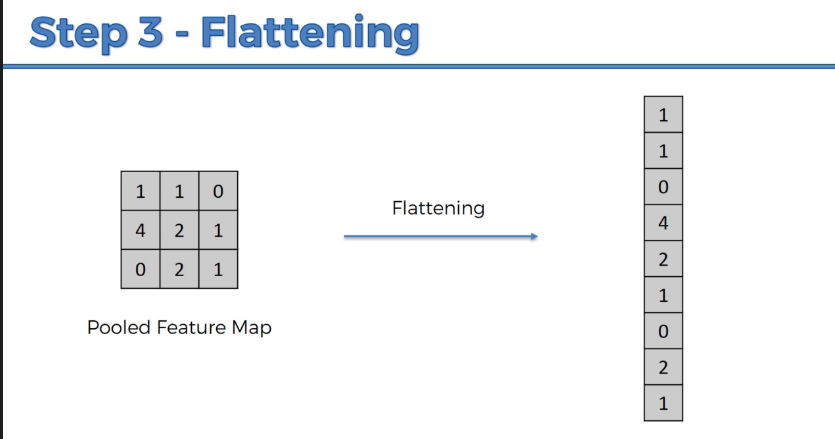 Step 3 - Flattening
1 1 0
4 2 1
0 2 1
Pooled Feature Map
Flattening
1
1
0
4
2
1
0
2
1